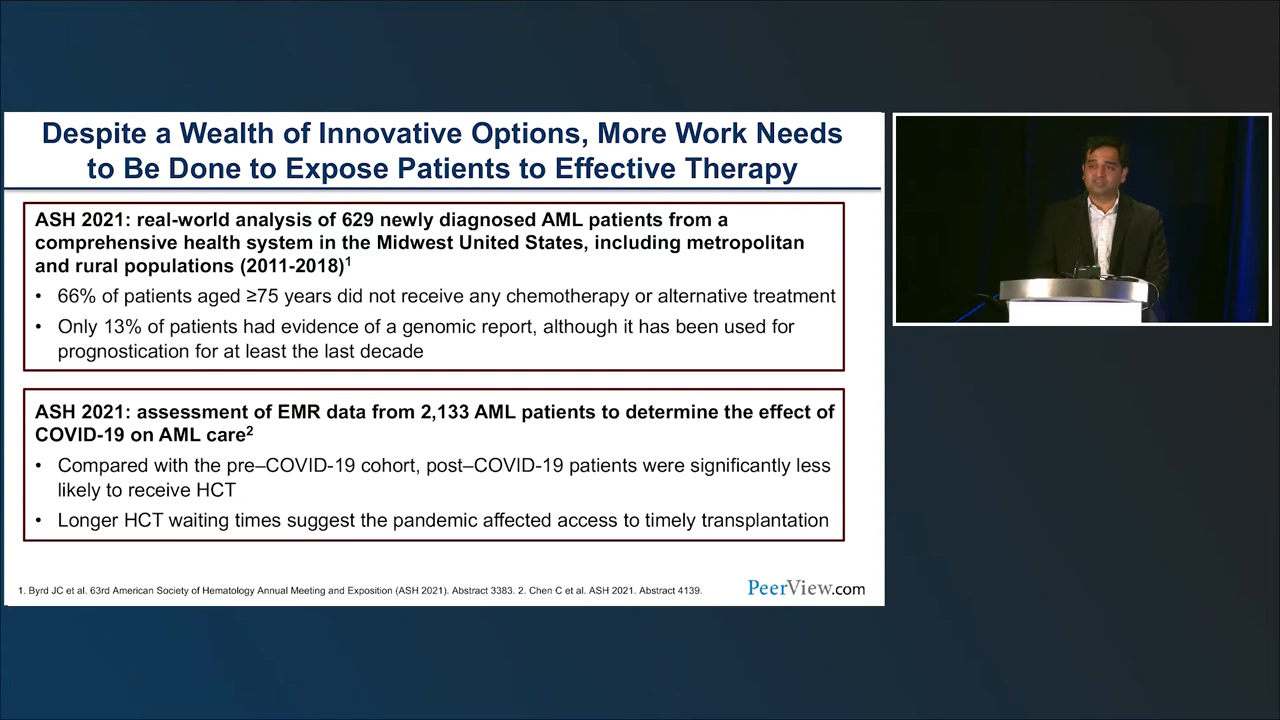 Despite a Wealth of Innovative Options, More Work Needs
to Be Done to Expose Patients to Effective Therapy
ASH 2021: real-world analysis of 629 newly diagnosed AML patients from a
comprehensive health system in the Midwest United States, including metropolitan
and rural populations (2011-2018)¹
• 66% of patients aged ≥75 years did not receive any chemotherapy or alternative treatment
• Only 13% of patients had evidence of a genomic report, although it has been used for
prognostication for at least the last decade
ASH 2021: assessment of EMR data from 2,133 AML patients to determine the effect of
COVID-19 on AML care²
• Compared with the pre–COVID-19 cohort, post–COVID-19 patients were significantly less
likely to receive HCT
• Longer HCT waiting times suggest the pandemic affected access to timely transplantation
1. Byrd JC et al. 63rd American Society of Hematology Annual Meeting and Exposition (ASH 2021). Abstract 3383. 2. Chen C et al. ASH 2021. Abstract 4139.
PeerView.com